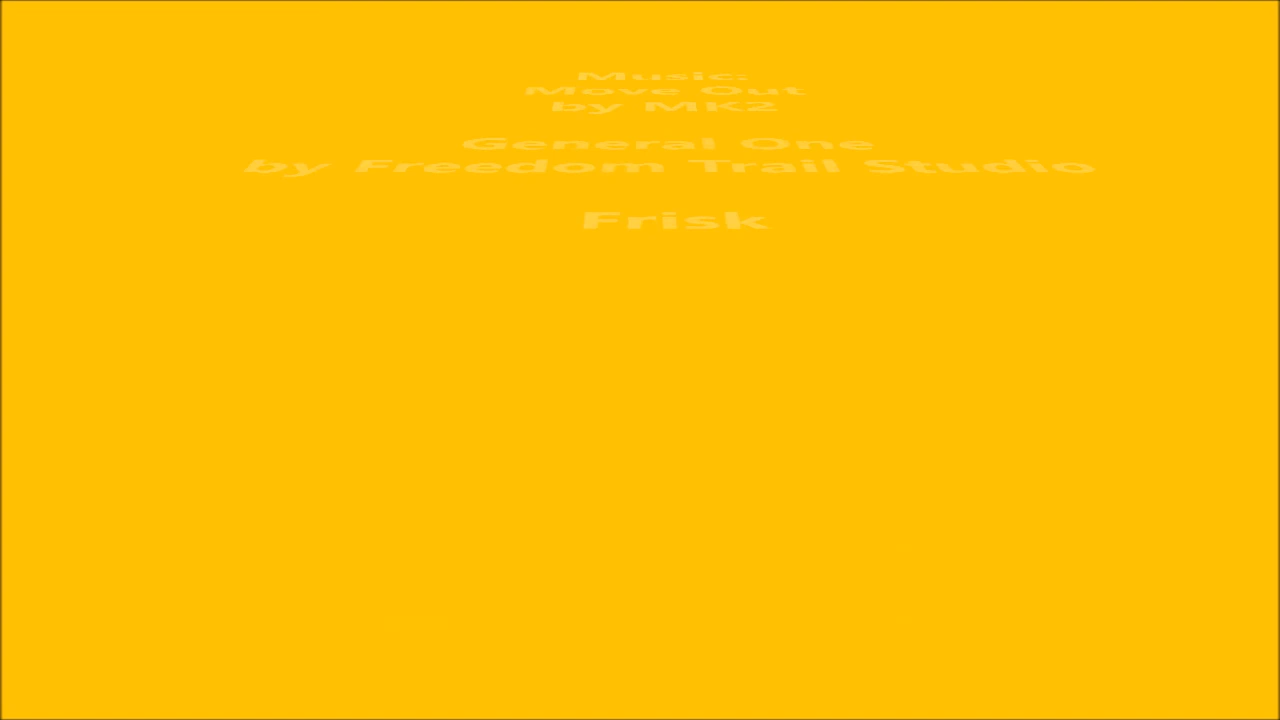 Music:
Move Out
by MK2
General One
by Freedom Trail Studio
Frisk